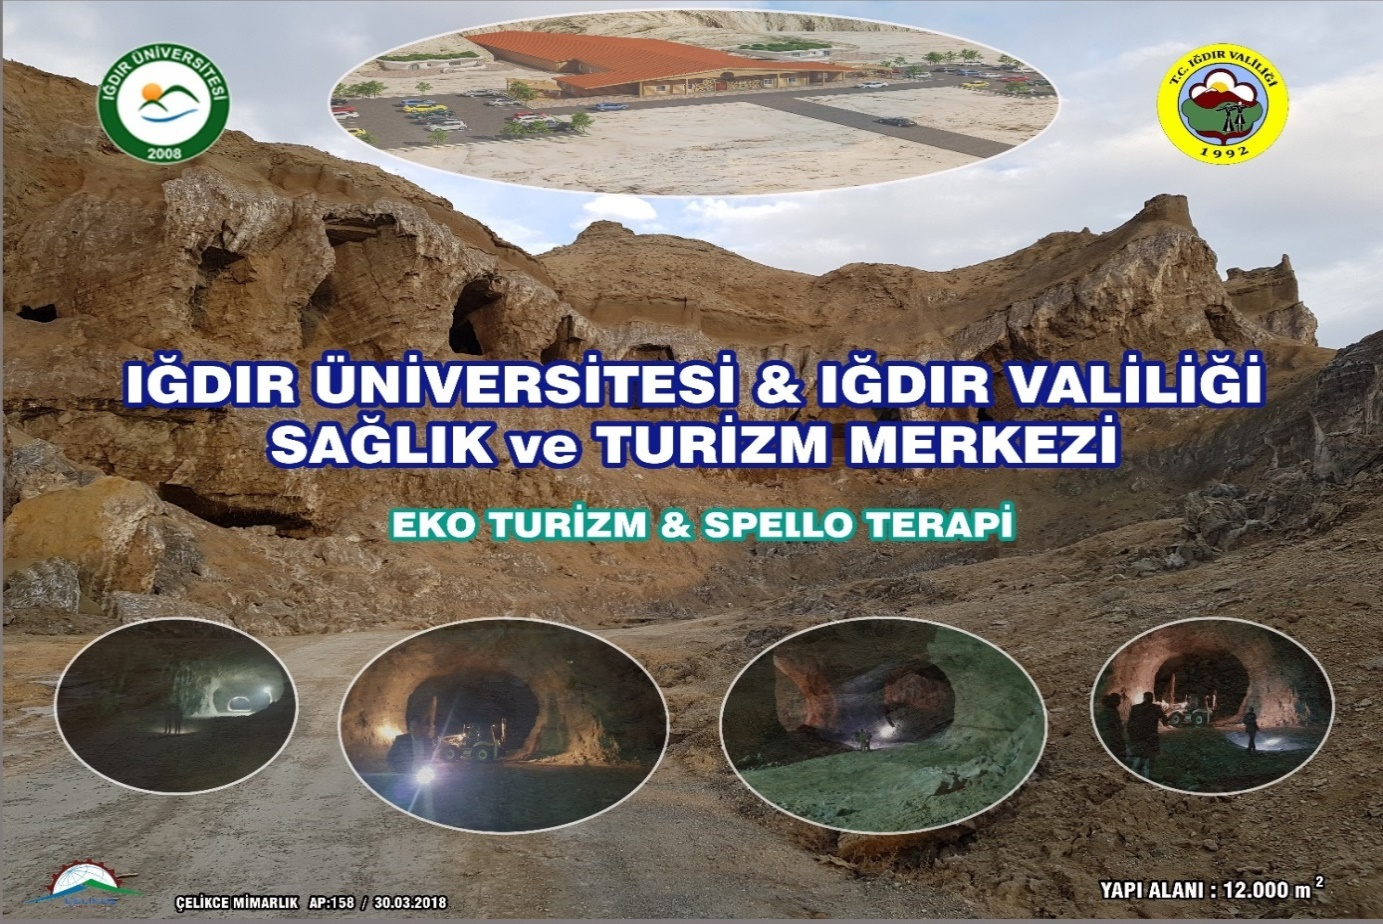 IĞDIR ÜNİVERSİTESİ
2008
T.C. IĞDIR VALİLİĞİ
1992
IĞDIR ÜNİVERSİTESİ & IĞDIR VALİLİĞİ
SAĞLIK ve TURİZM MERKEZİ
EKO TURİZM & SPELLO TERAPİ
ÇELİKCE MİMARLIK AP:158 / 30.03.2018
YAPI ALANI : 12.000 m²